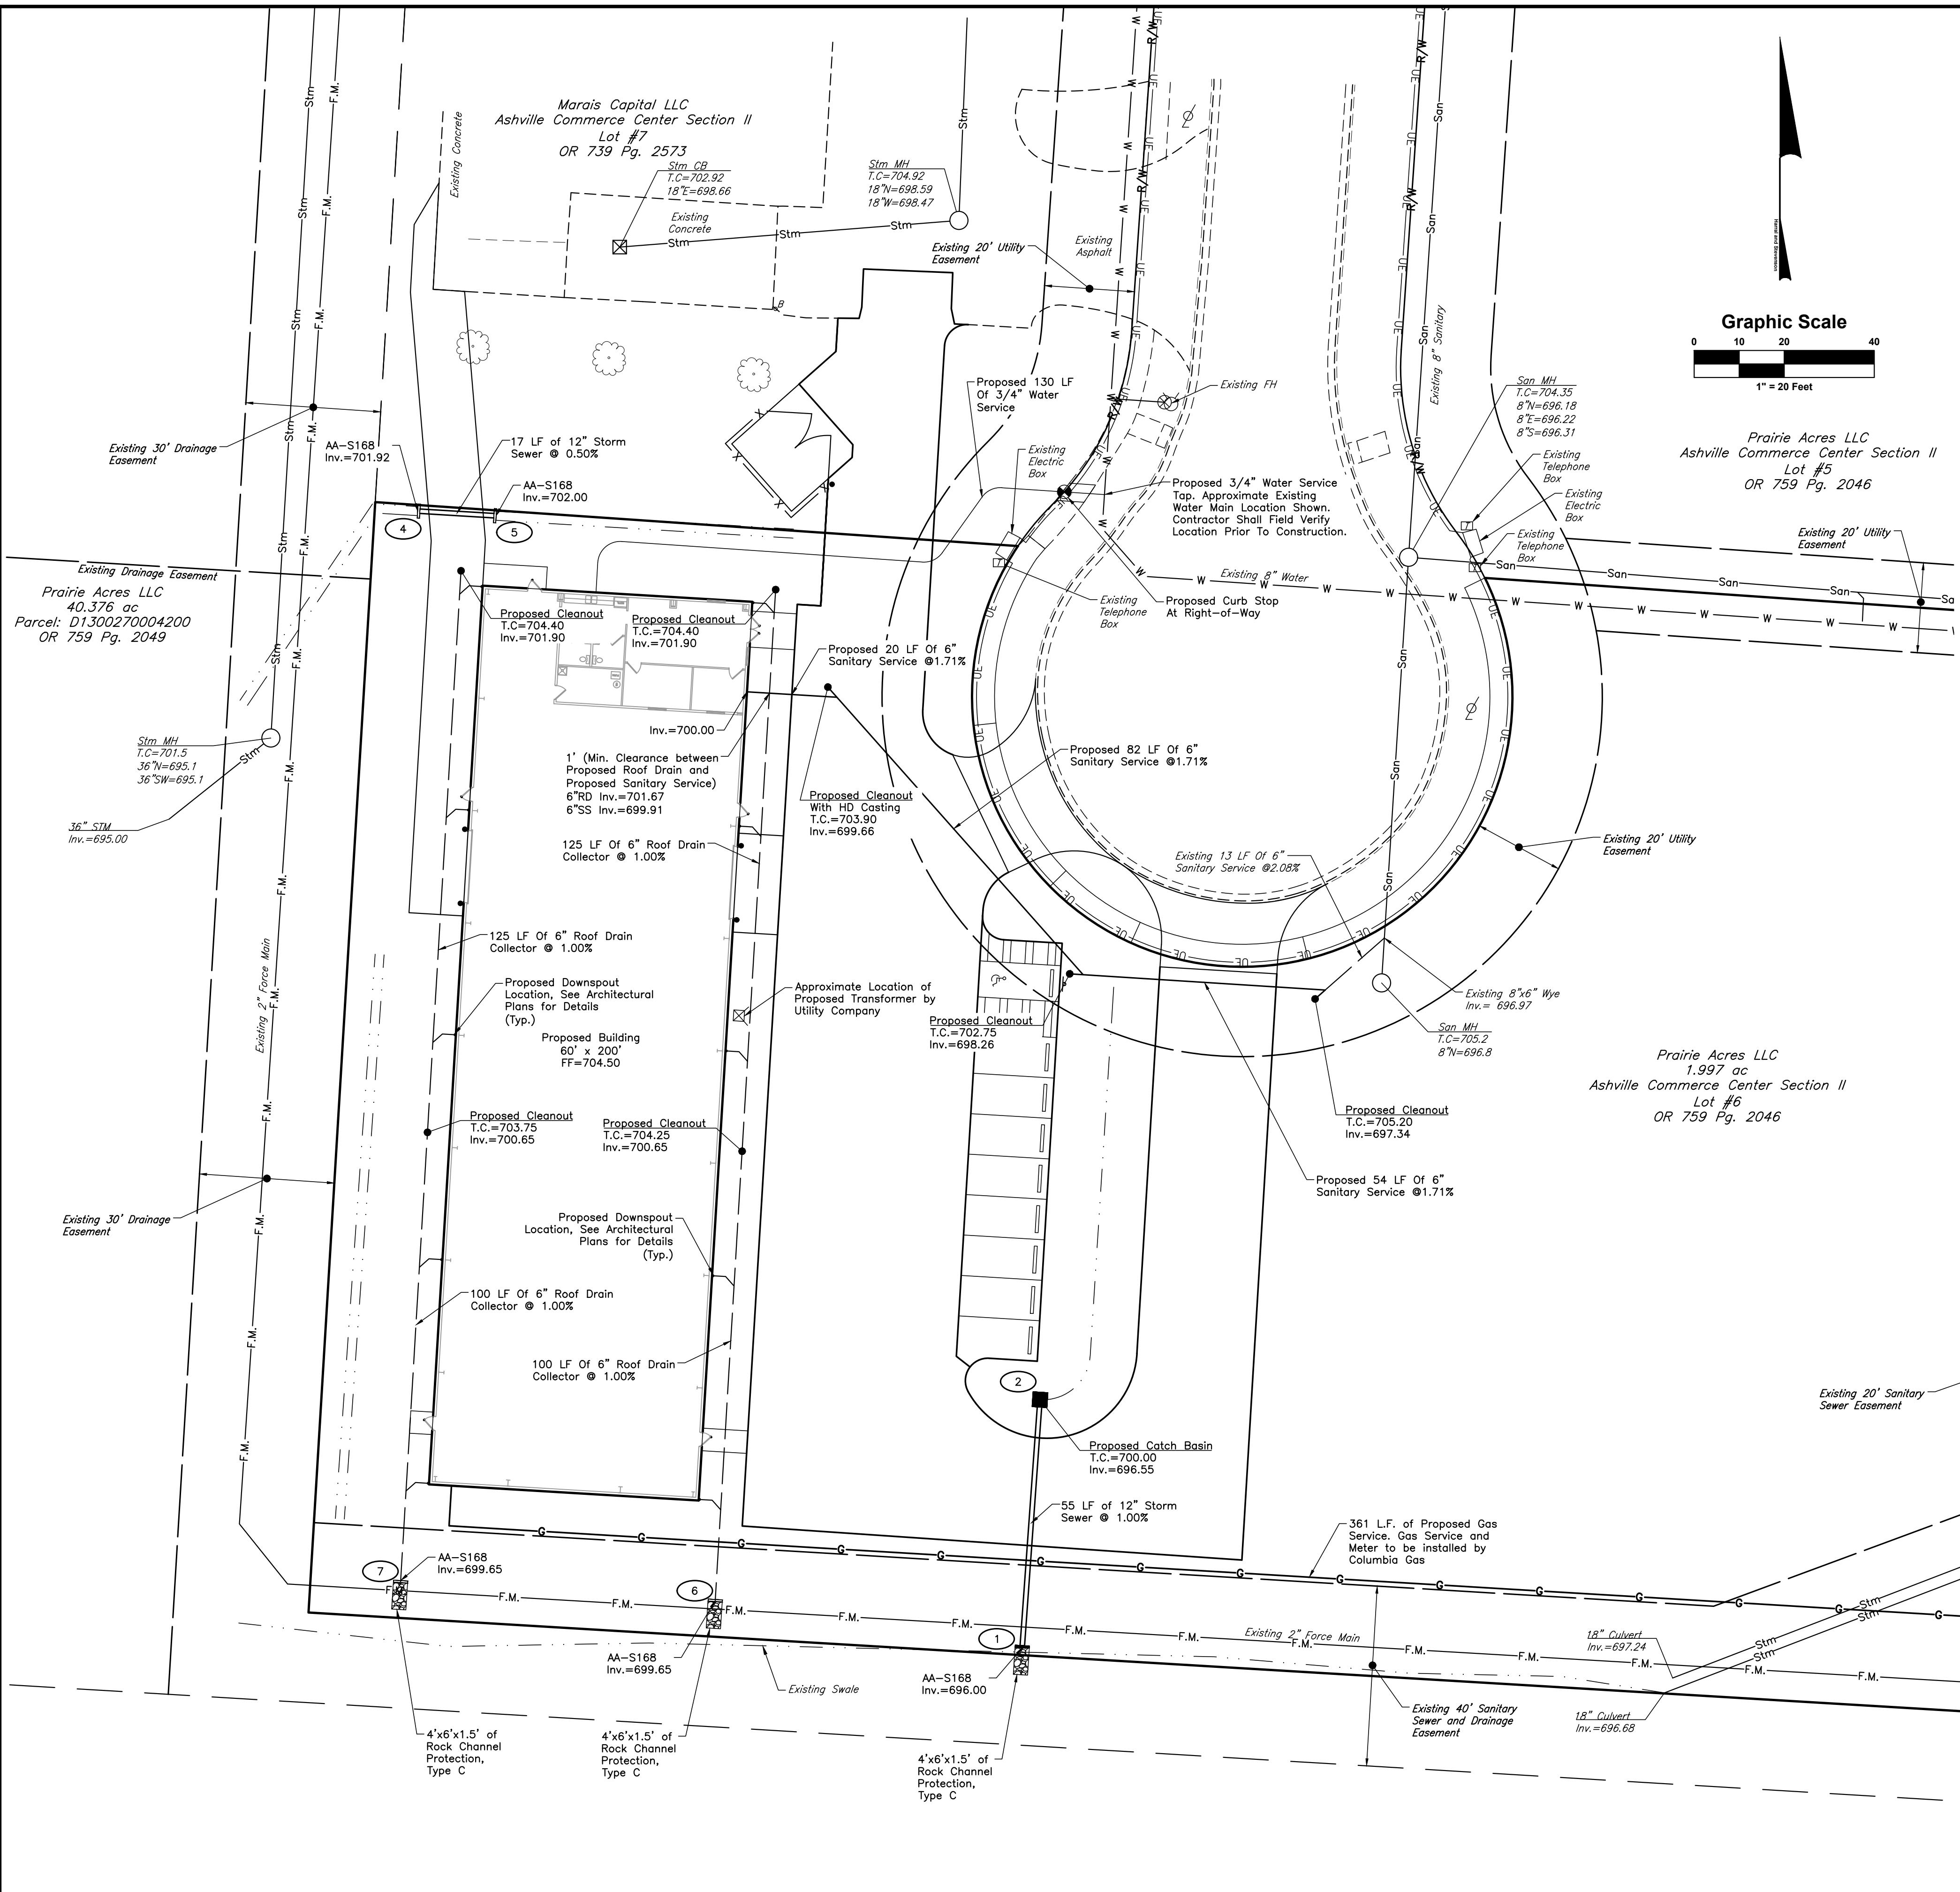 Marais Capital LLC
Ashville Commerce Center Section II
Lot #7
OR 739 Pg. 2573
Existing Concrete
Stm CB
T.C=702.92
18"E=698.66
Stm MH
T.C=704.92
18"N=698.59
18"W=698.47
Existing
Concrete
Existing 20' Utility
Easement
Existing
Asphalt
B
Harral and Stevenson
Graphic Scale
0 10 20 40
1" = 20 Feet
Existing 8" Sanitary
San MH
T.C=704.35
8"N=696.18
8"E=696.22
8"S=696.31
Prairie Acres LLC
Ashville Commerce Center Section II
Lot #5
OR 759 Pg. 2046
Existing 30' Drainage
Easement
AA-S168
Inv.=701.92
17 LF of 12" Storm
Sewer @ 0.50%
AA-S168
Inv.=702.00
4
5
Proposed 130 LF
Of 3/4" Water
Service
Existing FH
Existing
Electric
Box
Proposed 3/4" Water Service
Tap. Approximate Existing
Water Main Location Shown.
Contractor Shall Field Verify
Location Prior To Construction.
Existing
Telephone
Box
Existing
Electric
Box
Existing
Telephone
Box
Existing 20' Utility
Easement
Existing Drainage Easement
Prairie Acres LLC
40.376 ac
Parcel: D1300270004200
OR 759 Pg. 2049
Proposed Cleanout
T.C=704.40
Inv.=701.90
Proposed Cleanout
T.C.=704.40
Inv.=701.90
Existing 8" Water
Existing
Telephone
Box
Proposed Curb Stop
At Right-of-Way
Proposed 20 LF Of 6"
Sanitary Service @1.71%
Inv.=700.00
1' (Min. Clearance between
Proposed Roof Drain and
Proposed Sanitary Service)
6"RD Inv.=701.67
6"SS Inv.=699.91
Stm MH
T.C=701.5
36"N=695.1
36"SW=695.1
36" STM
Inv.=695.00
Proposed Cleanout
With HD Casting
T.C.=703.90
Inv.=699.66
Proposed 82 LF Of 6"
Sanitary Service @1.71%
125 LF Of 6" Roof Drain
Collector @ 1.00%
Existing 13 LF Of 6"
Sanitary Service @2.08%
Existing 20' Utility
Easement
Existing 2" Force Main
125 LF Of 6" Roof Drain
Collector @ 1.00%
Proposed Downspout
Location, See Architectural
Plans for Details
(Typ.)
Proposed Building
60' x 200'
FF=704.50
Approximate Location of
Proposed Transformer by
Utility Company
Proposed Cleanout
T.C.=702.75
Inv.=698.26
Existing 8"x6" Wye
Inv.= 696.97
San MH
T.C=705.2
8"N=696.8
Prairie Acres LLC
1.997 ac
Ashville Commerce Center Section II
Lot #6
OR 759 Pg. 2046
Proposed Cleanout
T.C.=703.75
Inv.=700.65
Proposed Cleanout
T.C.=704.25
Inv.=700.65
Proposed Cleanout
T.C.=705.20
Inv.=697.34
Proposed 54 LF Of 6"
Sanitary Service @1.71%
Existing 30' Drainage
Easement
Proposed Downspout
Location, See Architectural
Plans for Details
(Typ.)
100 LF Of 6" Roof Drain
Collector @ 1.00%
100 LF Of 6" Roof Drain
Collector @ 1.00%
2
Existing 20' Sanitary
Sewer Easement
Proposed Catch Basin
T.C.=700.00
Inv.=696.55
55 LF of 12" Storm
Sewer @ 1.00%
361 L.F. of Proposed Gas
Service. Gas Service and
Meter to be installed by
Columbia Gas
7
AA-S168
Inv.=699.65
6
AA-S168
Inv.=699.65
1
AA-S168
Inv.=696.00
Existing 2" Force Main
18" Culvert
Inv.=697.24
Existing Swale
Existing 40' Sanitary
Sewer and Drainage
Easement
18" Culvert
Inv.=696.68
4'x6'x1.5' of
Rock Channel
Protection,
Type C
4'x6'x1.5' of
Rock Channel
Protection,
Type C
4'x6'x1.5' of
Rock Channel
Protection,
Type C